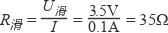 R滑 = U滑/I = 3.5V/0.1A = 35Ω